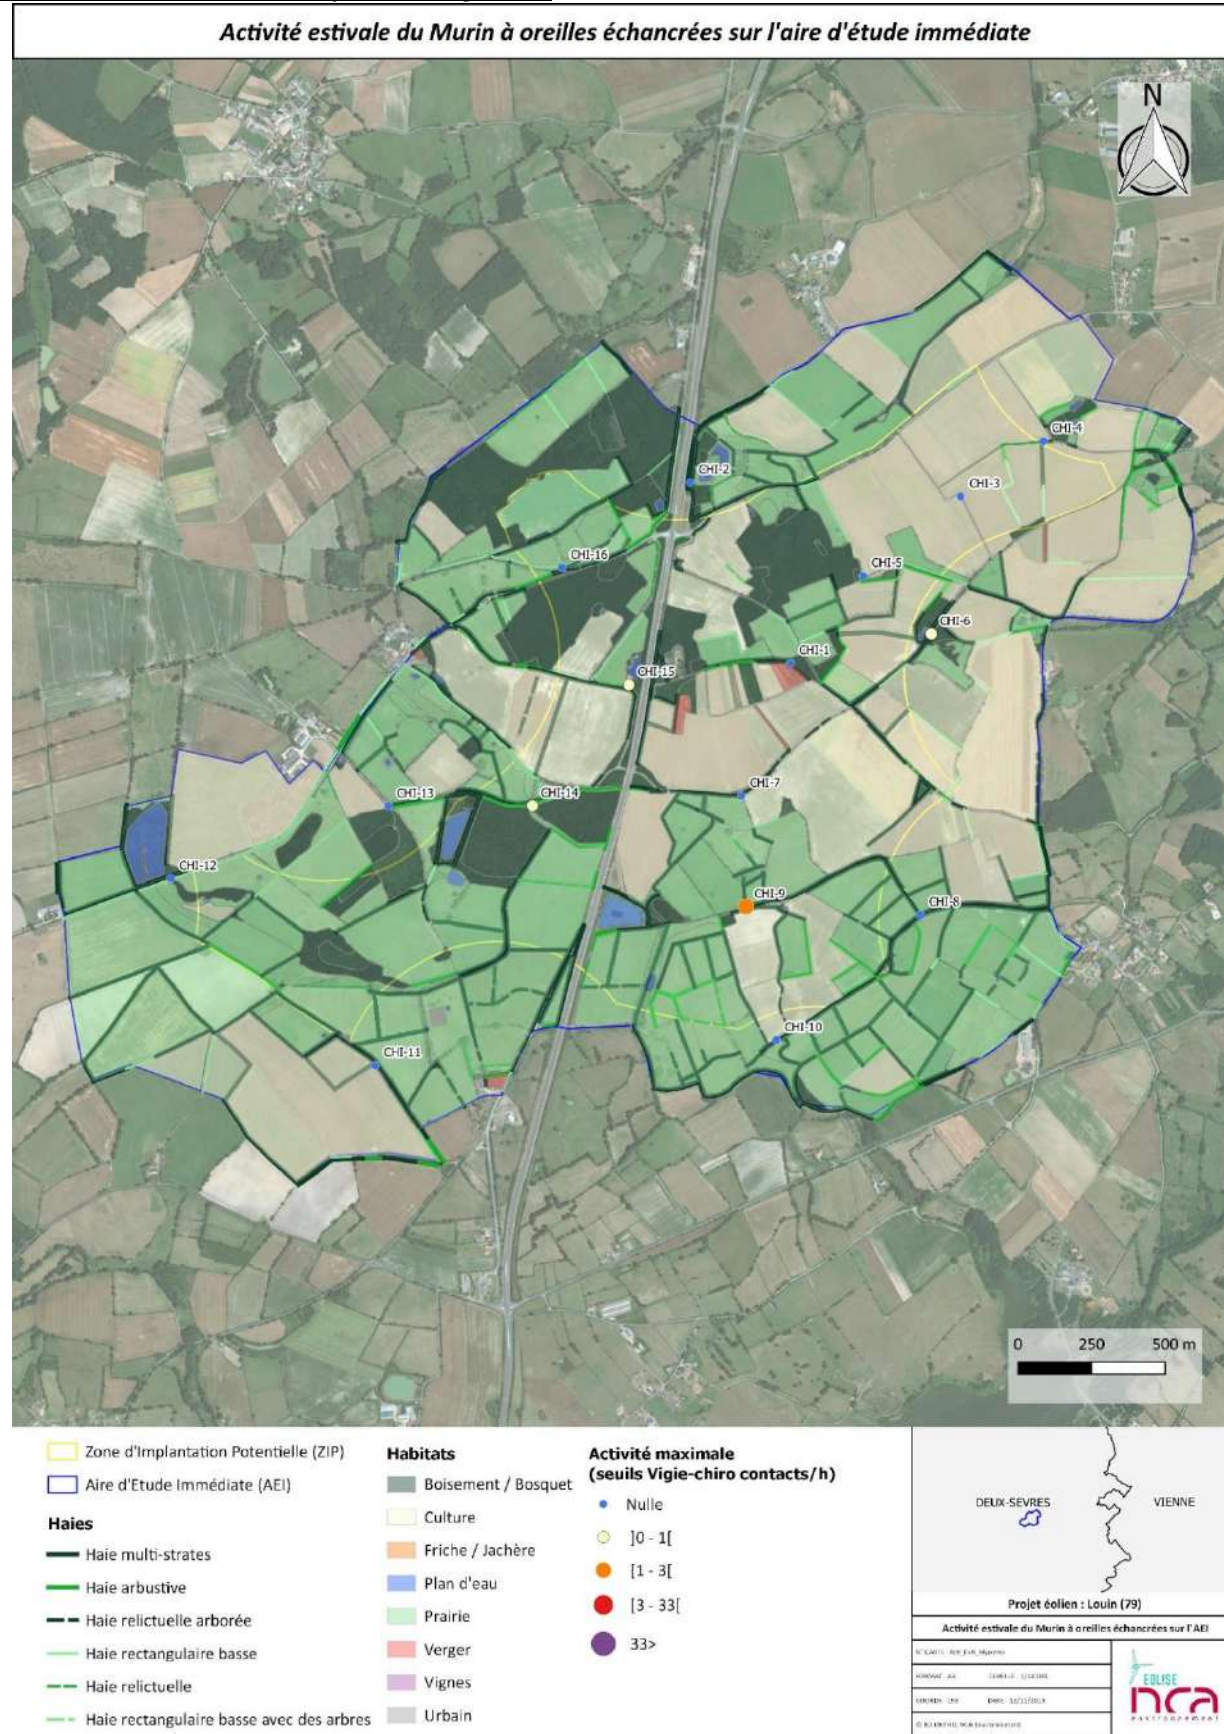 Activité estivale du Murin à oreilles échancrées sur l'aire d'étude immédiate
N
CHI-4
CHI-2
CHI-3
CHI-16
CHI-5
CHI-6
CHI-1
CHI-15
CHI-7
CHI-13
CHI-14
CHI-12
CHI-9
CHI-8
CHI-10
CHI-11
0 250 500 m
Zone d'Implantation Potentielle (ZIP)
Aire d'Etude Immédiate (AEI)
Haies
Haie multi-strates
Haie arbustive
Haie relictuelle arborée
Haie rectangulaire basse
Haie relictuelle
Haie rectangulaire basse avec des arbres
Habitats
Boisement / Bosquet
Culture
Friche / Jachère
Plan d'eau
Prairie
Verger
Vignes
Urbain
Activité maximale
(seuils Vigie-chiro contacts/h)
Nulle
]0 - 1[
[1 - 3[
[3 - 33[
33>
DEUX-SEVRES
VIENNE
Projet éolien : Louin (79)
Activité estivale du Murin à oreilles échancrées sur l'AEI
EOLISE
nca
environnement